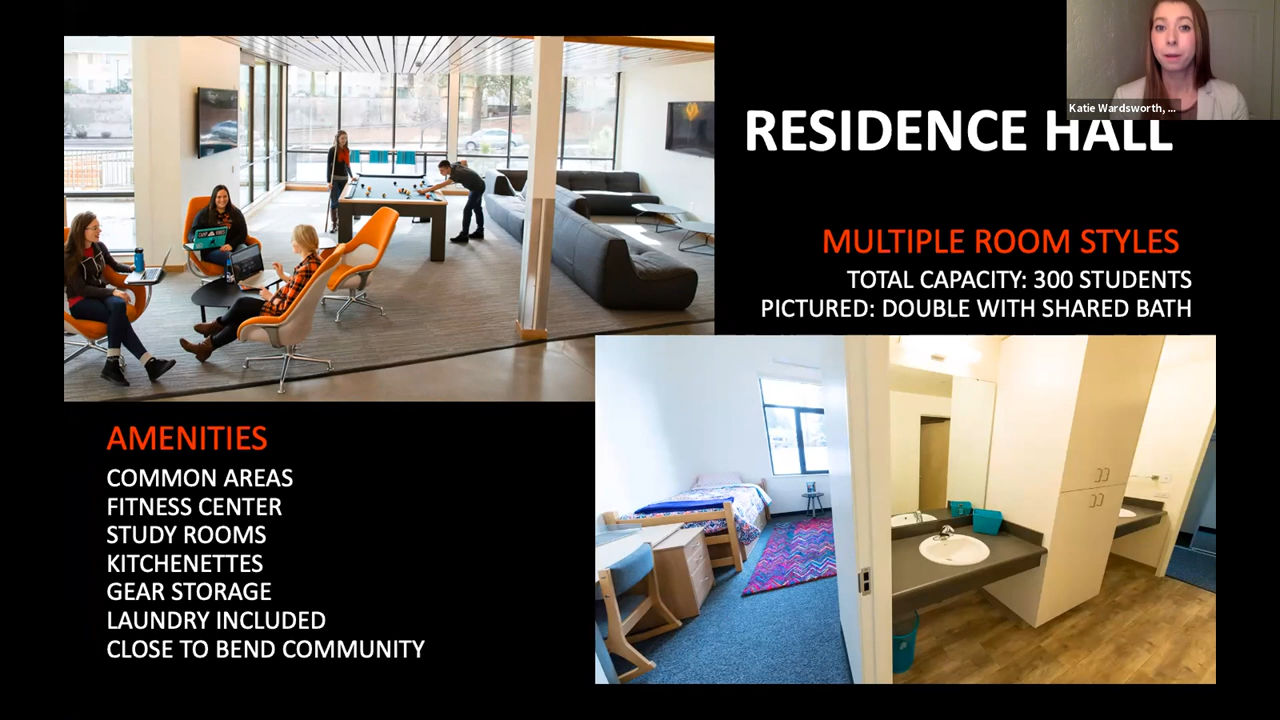 Katie Wardsworth, ...
RESIDENCE HALL
MULTIPLE ROOM STYLES
TOTAL CAPACITY: 300 STUDENTS
PICTURED: DOUBLE WITH SHARED BATH
AMENITIES
COMMON AREAS
FITNESS CENTER
STUDY ROOMS
KITCHENETTES
GEAR STORAGE
LAUNDRY INCLUDED
CLOSE TO BEND COMMUNITY